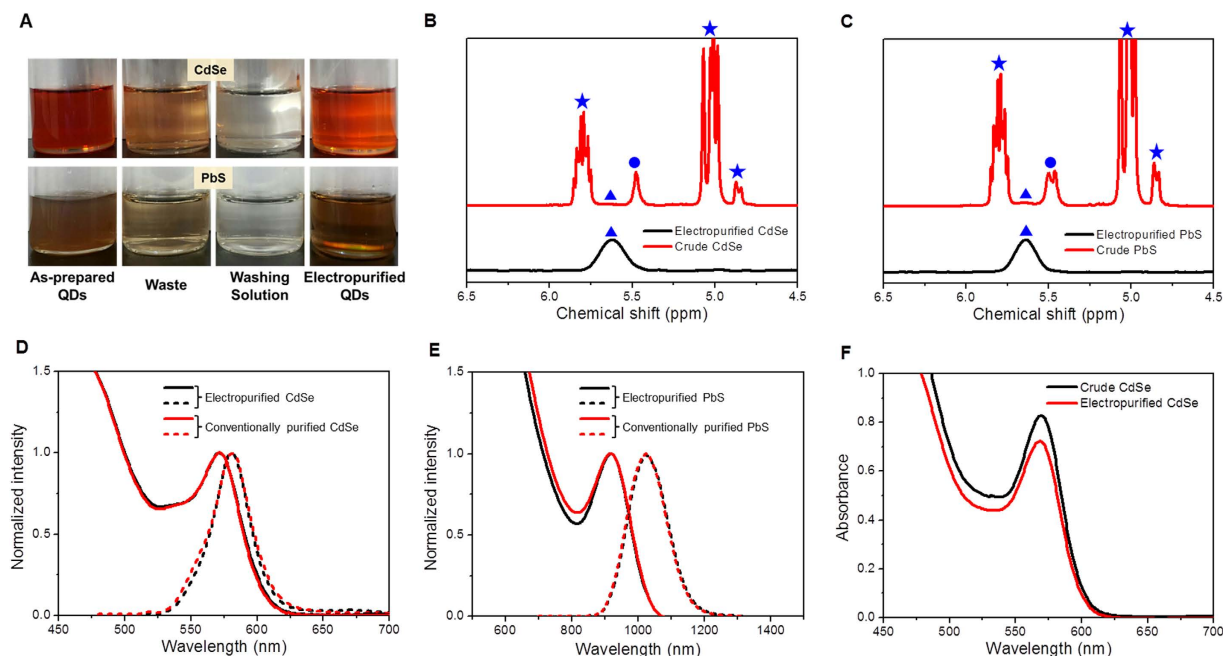 A
CdSe
PbS
As-prepared
QDs
Waste
Washing
Solution
Electropurified
QDs
B
Electropurified CdSe
Crude CdSe
6.5 6.0 5.5 5.0 4.5
Chemical shift (ppm)
C
Electropurified PbS
Crude PbS
6.5 6.0 5.5 5.0 4.5
Chemical shift (ppm)
D
Normalized intensity
1.5
1.0
0.5
0.0
Electropurified CdSe
Conventionally purified CdSe
450 500 550 600 650 700
Wavelength (nm)
E
Normalized intensity
1.5
1.0
0.5
0.0
Electropurified PbS
Conventionally purified PbS
600 800 1000 1200 1400
Wavelength (nm)
F
Absorbance
1.0
0.8
0.6
0.4
0.2
0.0
Crude CdSe
Electropurified CdSe
450 500 550 600 650 700
Wavelength (nm)